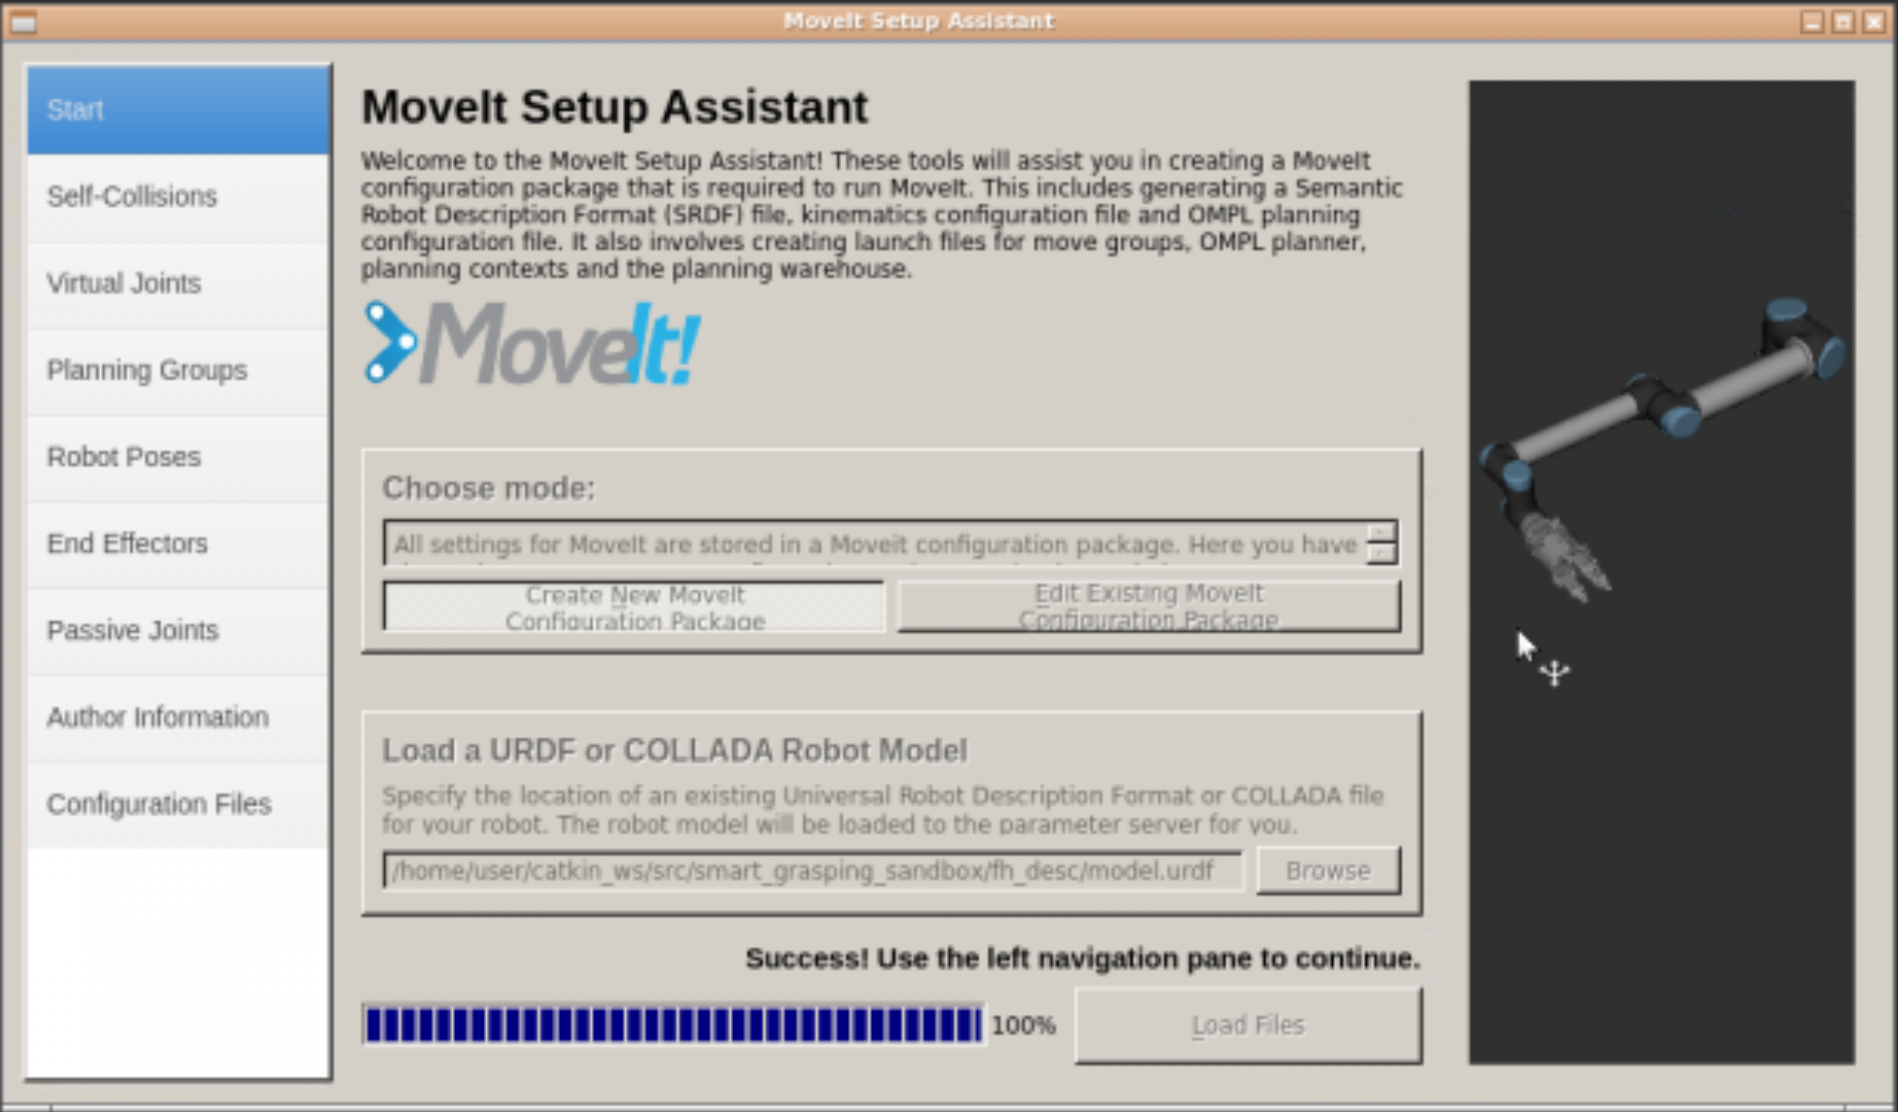 MoveIt Setup Assistant
Start
Self-Collisions
Virtual Joints
Planning Groups
Robot Poses
End Effectors
Passive Joints
Author Information
Configuration Files
MoveIt Setup Assistant
Welcome to the MoveIt Setup Assistant! These tools will assist you in creating a MoveIt
configuration package that is required to run MoveIt. This includes generating a Semantic
Robot Description Format (SRDF) file, kinematics configuration file and OMPL planning
configuration file. It also involves creating launch files for move groups, OMPL planner,
planning contexts and the planning warehouse.
MoveIt!
Choose mode:
All settings for MoveIt are stored in a Moveit configuration package. Here you have
Create New MoveIt
Configuration Package
Edit Existing MoveIt
Configuration Package
Load a URDF or COLLADA Robot Model
Specify the location of an existing Universal Robot Description Format or COLLADA file
for your robot. The robot model will be loaded to the parameter server for you.
/home/user/catkin_ws/src/smart_grasping_sandbox/fh_desc/model.urdf
Browse
Success! Use the left navigation pane to continue.
100%
Load Files